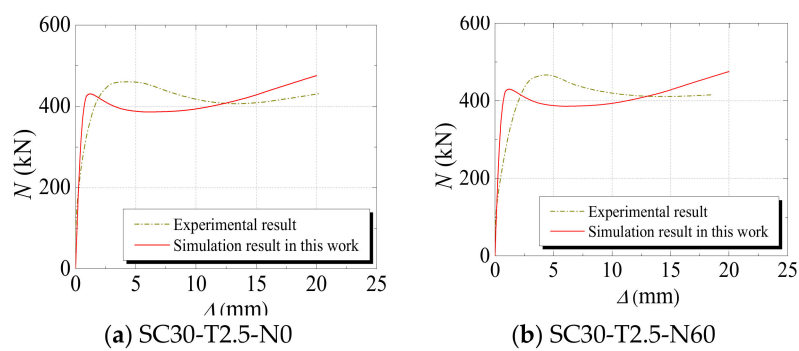 600
400
200
0
N (kN)
Experimental result
Simulation result in this work
0 5 10 15 20 25
Δ (mm)
(a) SC30-T2.5-N0
600
400
200
0
N (kN)
Experimental result
Simulation result in this work
0 5 10 15 20 25
Δ (mm)
(b) SC30-T2.5-N60